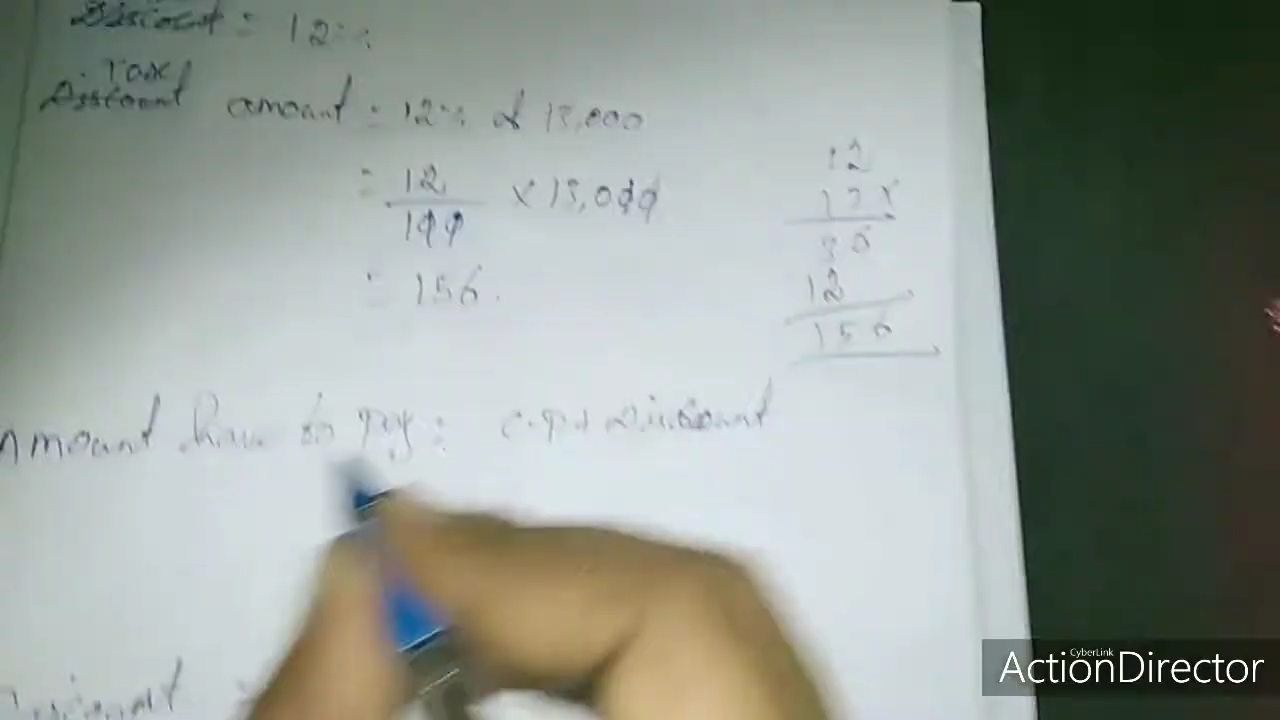 Discount = 12%
Tax
Discount amount = 12% of 13,000
= 12/100 × 13,000
= 156.
12
13 ×
36
12
156
Amount have to pay = C.P + Discount
CyberLink
ActionDirector